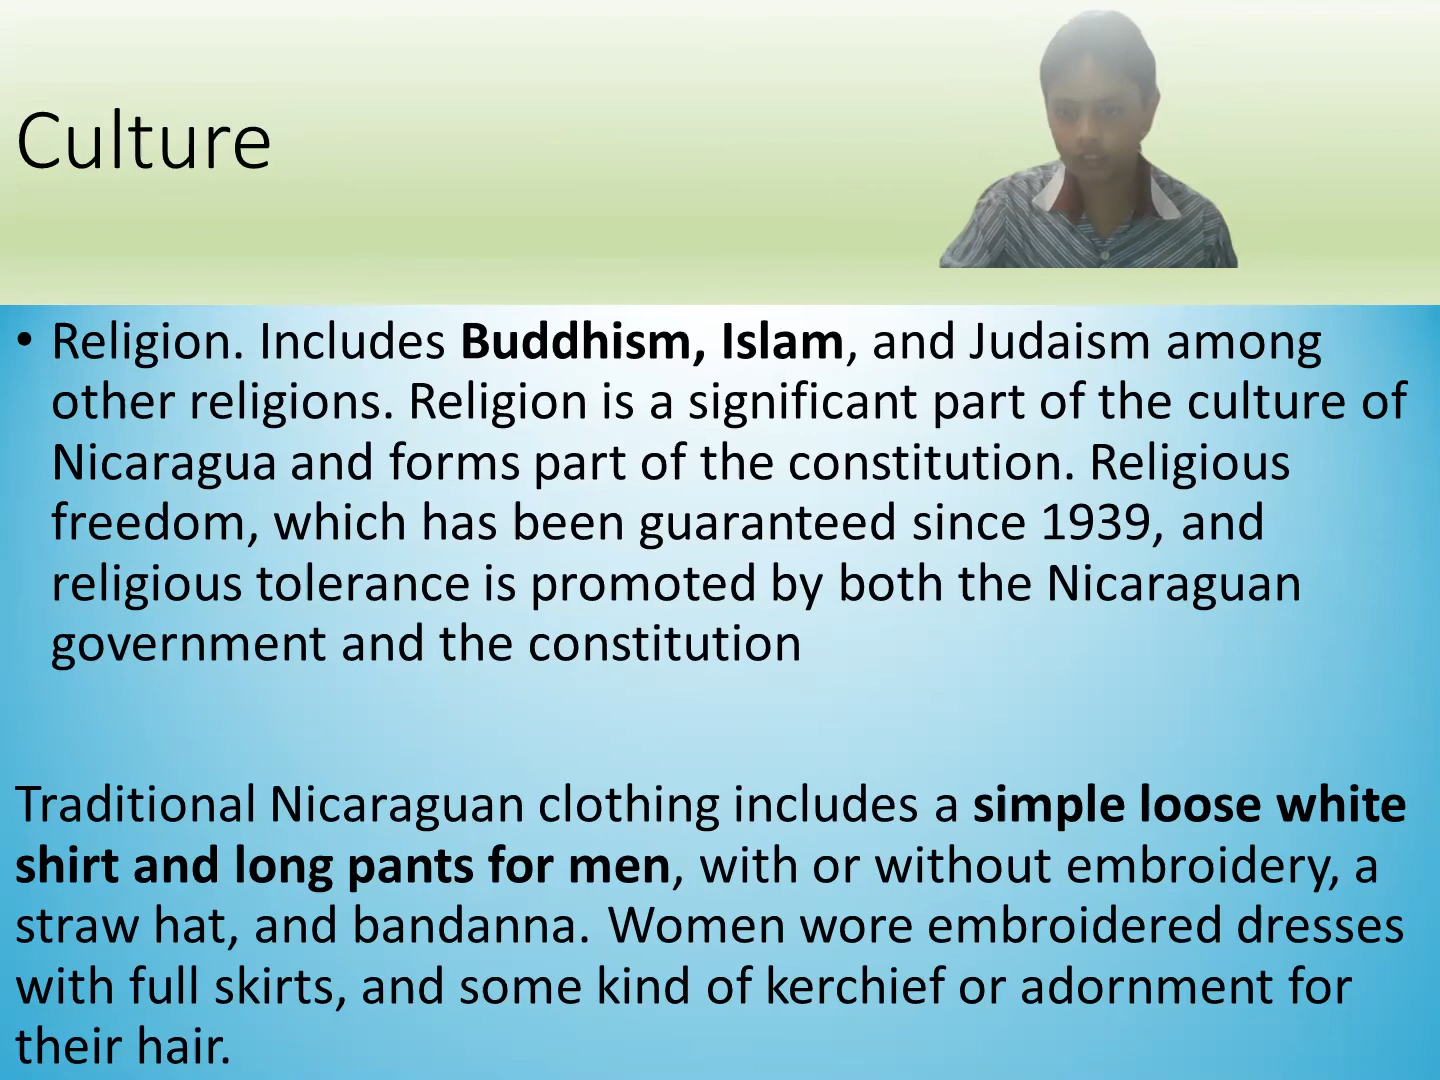 Culture
• Religion. Includes Buddhism, Islam, and Judaism among
other religions. Religion is a significant part of the culture of
Nicaragua and forms part of the constitution. Religious
freedom, which has been guaranteed since 1939, and
religious tolerance is promoted by both the Nicaraguan
government and the constitution
Traditional Nicaraguan clothing includes a simple loose white
shirt and long pants for men, with or without embroidery, a
straw hat, and bandanna. Women wore embroidered dresses
with full skirts, and some kind of kerchief or adornment for
their hair.